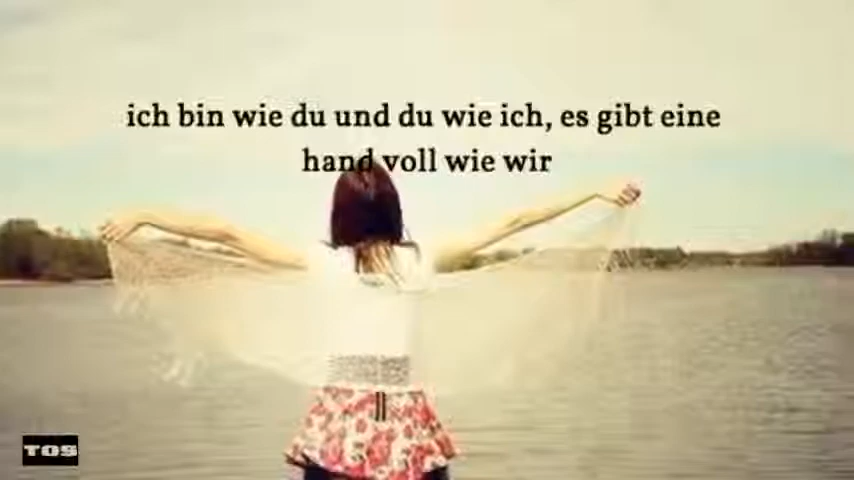 ich bin wie du und du wie ich, es gibt eine
hand voll wie wir
TOS